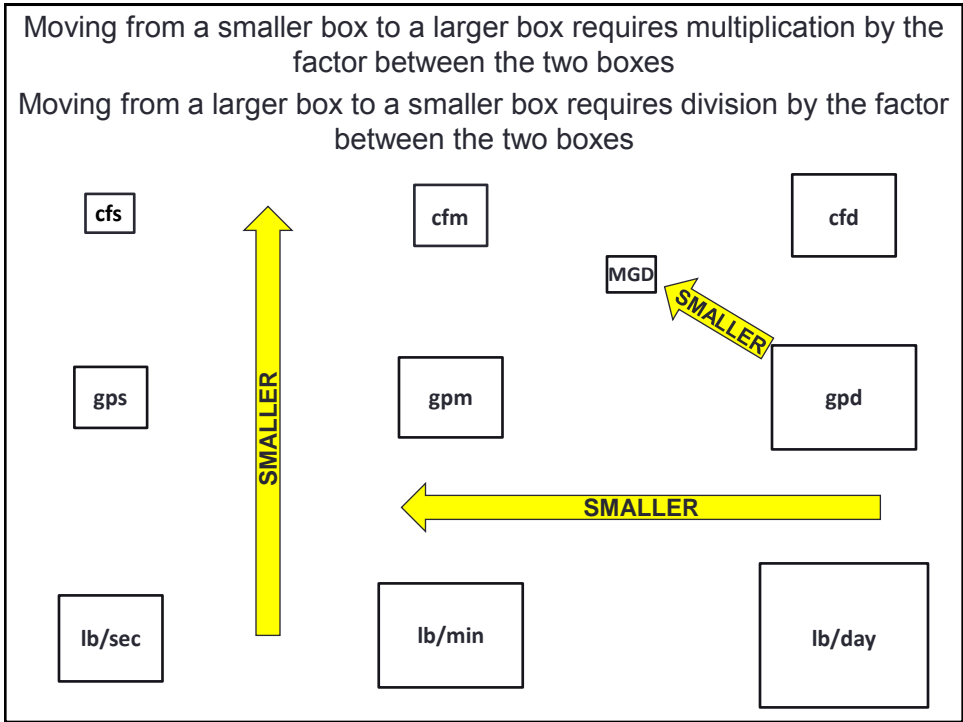 Moving from a smaller box to a larger box requires multiplication by the
factor between the two boxes
Moving from a larger box to a smaller box requires division by the factor
between the two boxes
cfs
cfm
cfd
MGD
SMALLER
gps
gpm
gpd
SMALLER
SMALLER
lb/sec
lb/min
lb/day